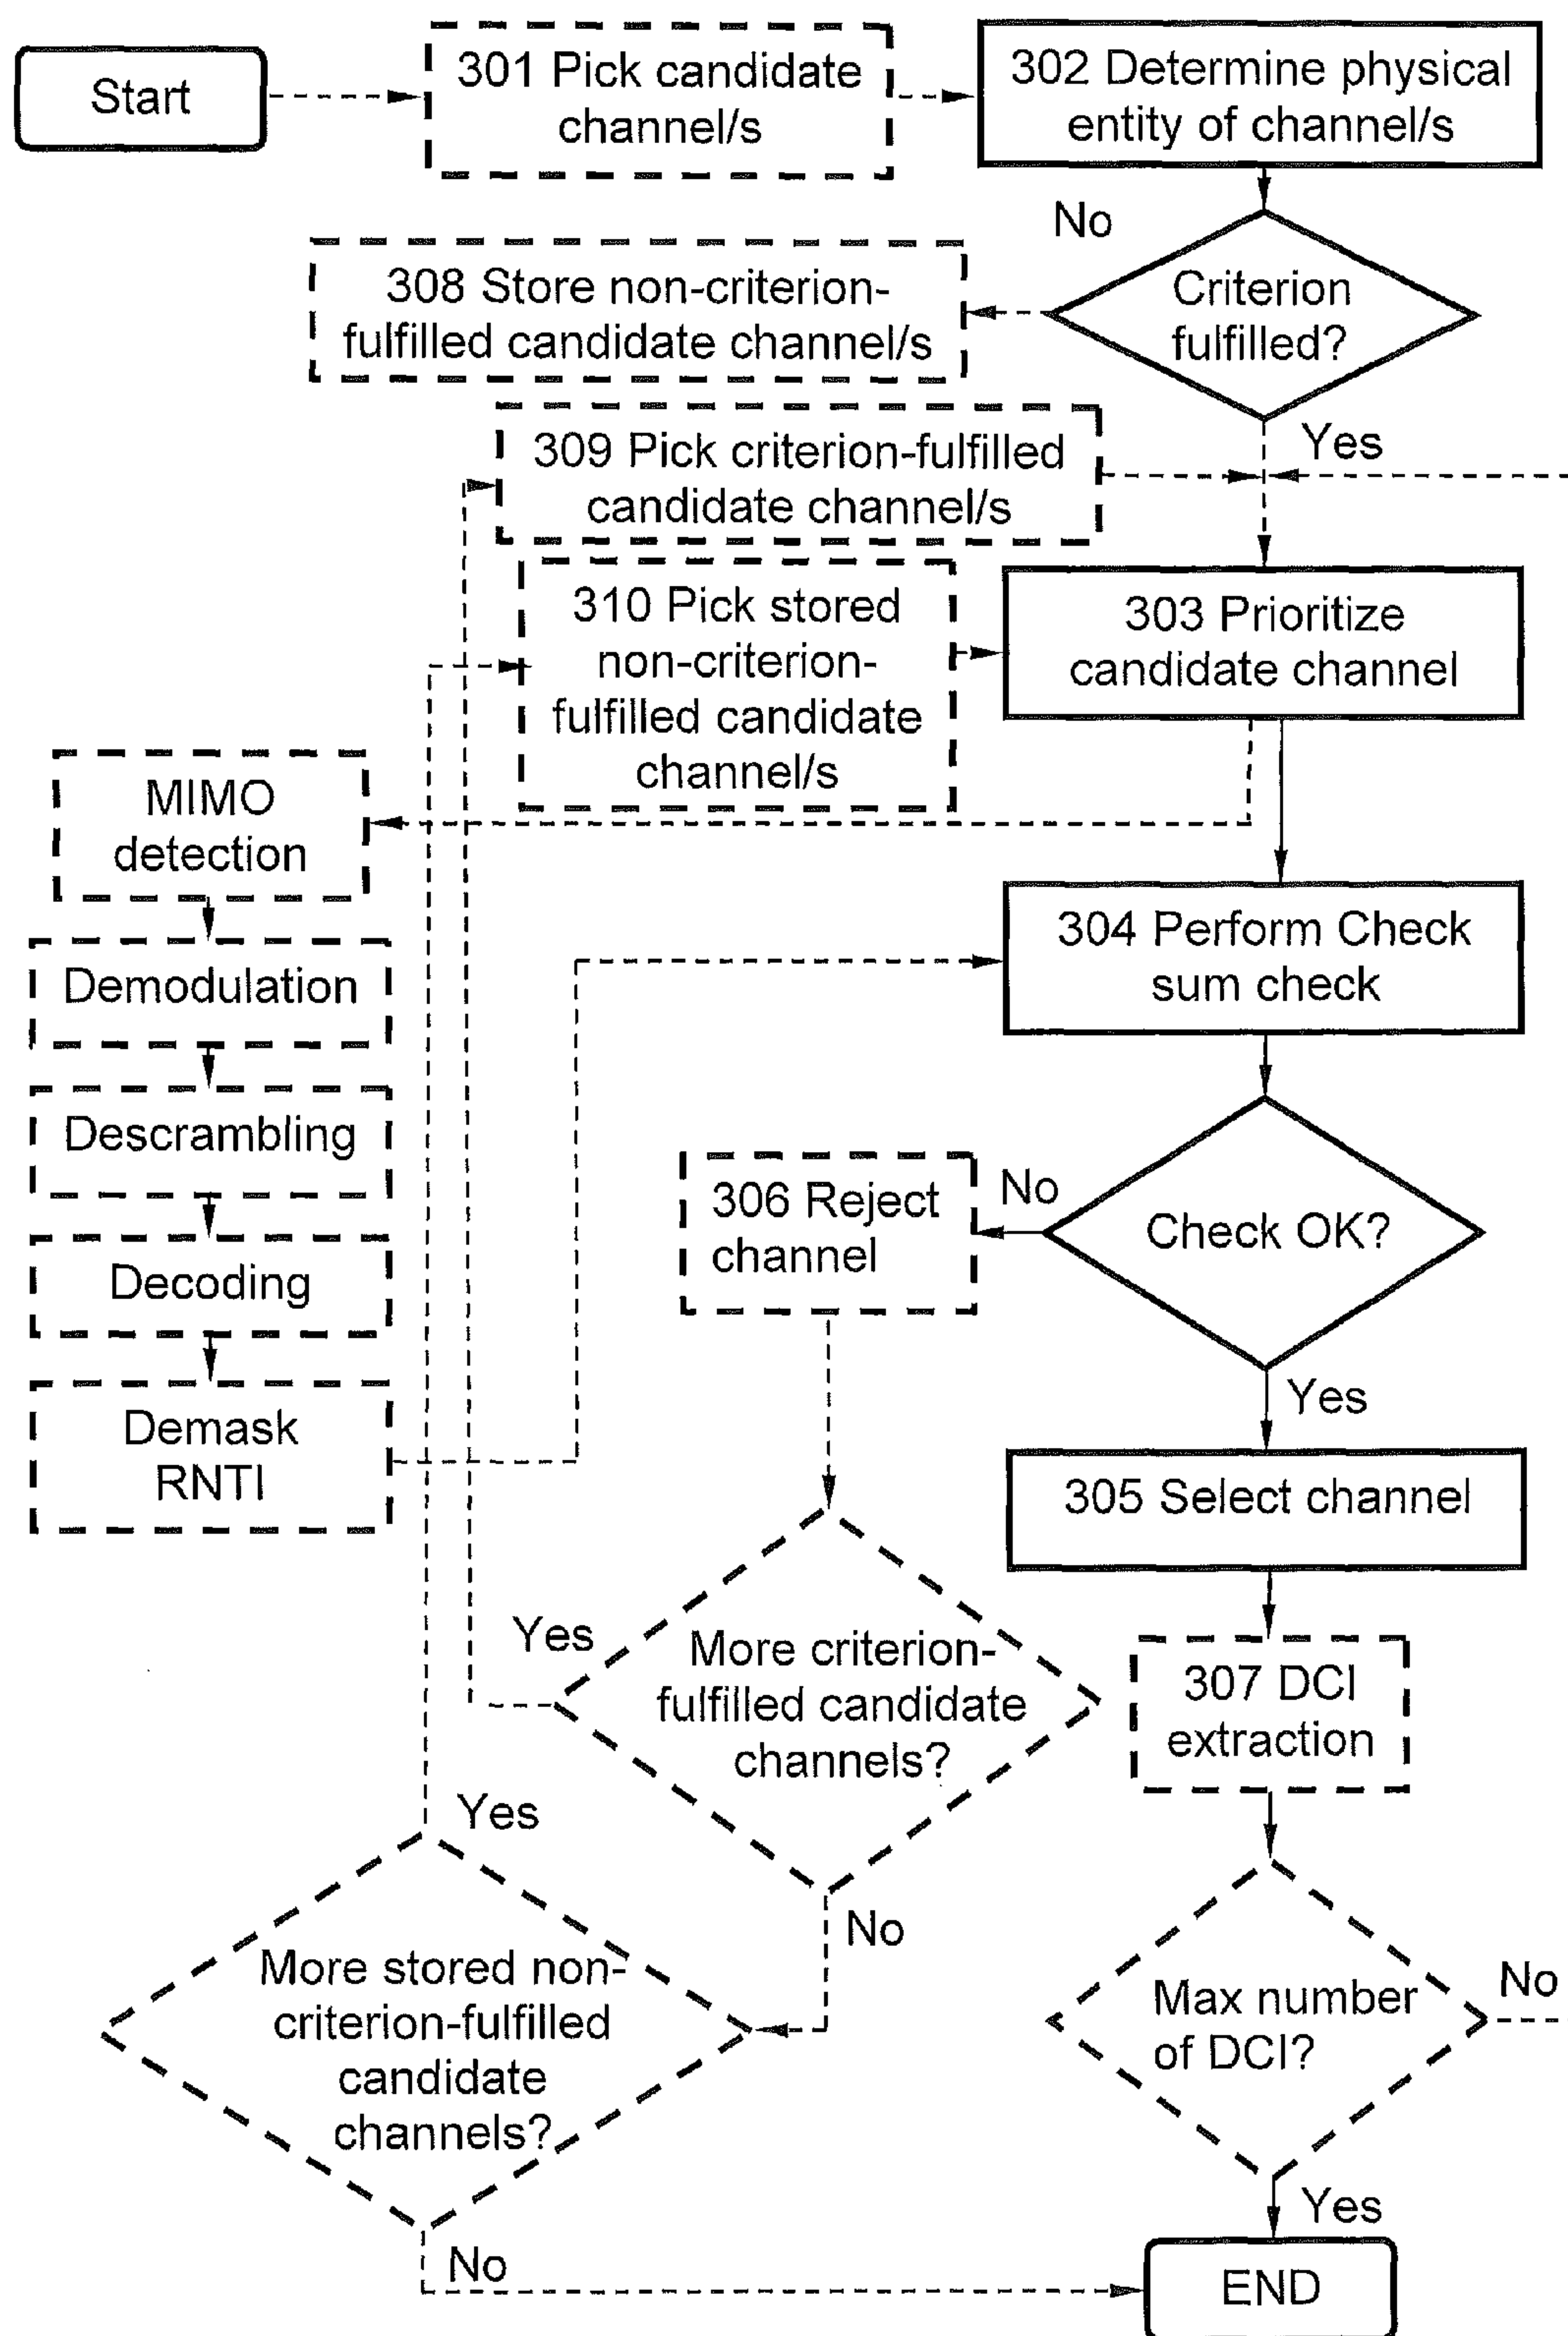 Start
301 Pick candidate
channel/s
302 Determine physical
entity of channel/s
No
Criterion
fulfilled?
308 Store non-criterion-
fulfilled candidate channel/s
Yes
309 Pick criterion-fulfilled
candidate channel/s
310 Pick stored
non-criterion-
fulfilled candidate
channel/s
303 Prioritize
candidate channel
MIMO
detection
Demodulation
Descrambling
Decoding
Demask
RNTI
304 Perform Check
sum check
Check OK?
No
306 Reject
channel
Yes
305 Select channel
307 DCI
extraction
Yes
More criterion-
fulfilled candidate
channels?
No
Yes
More stored non-
criterion-fulfilled
candidate
channels?
No
Max number
of DCI?
No
Yes
END